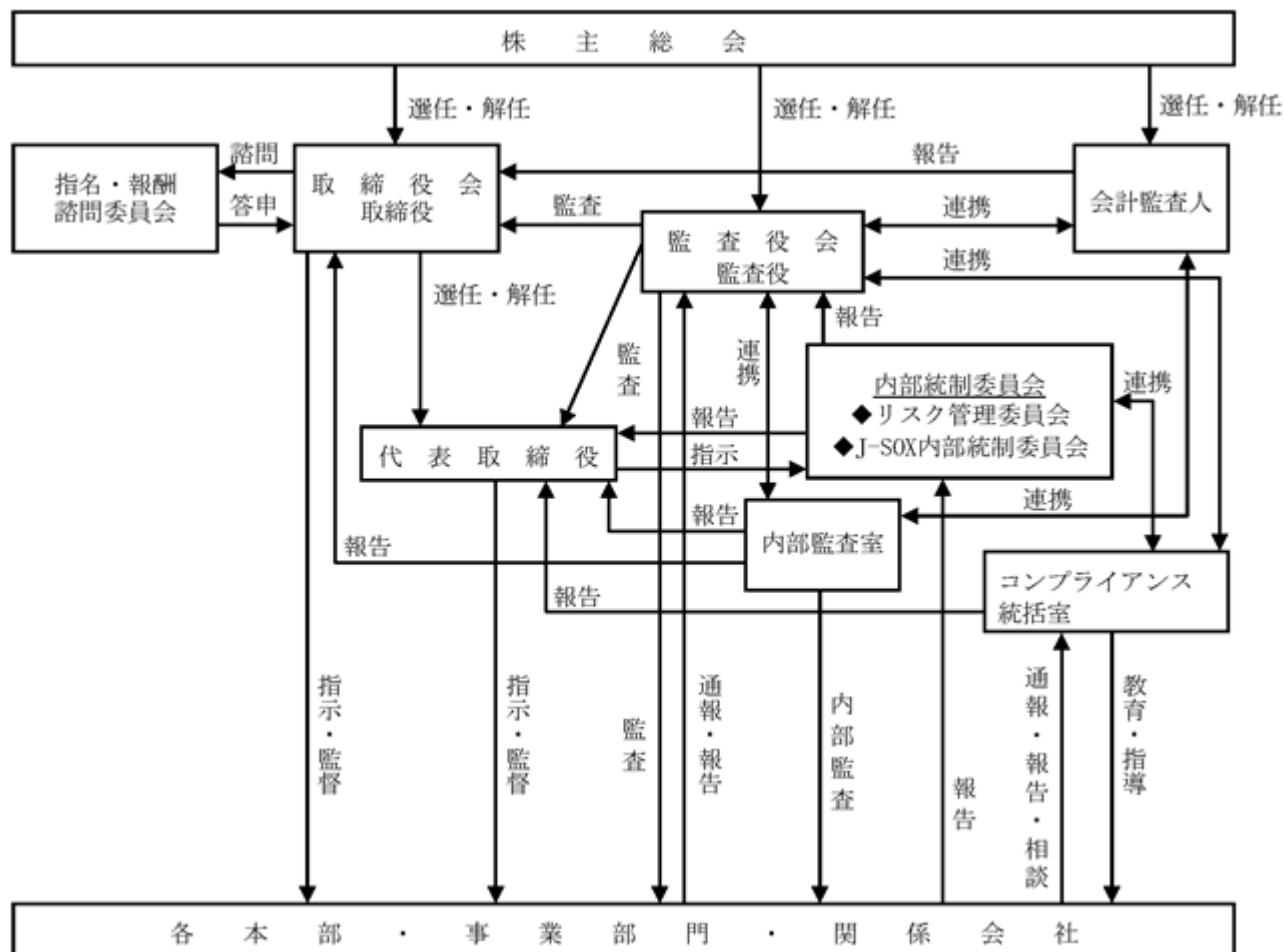 株主総会
選任・解任
選任・解任
選任・解任
指名・報酬
諮問委員会
諮問
答申
取締役会
取締役
報告
会計監査人
監査
監査役会
監査役
連携
連携
選任・解任
監査
連携
報告
内部統制委員会
◆リスク管理委員会
◆J-SOX内部統制委員会
連携
報告
代表取締役
指示
報告
内部監査室
連携
報告
報告
コンプライアンス
統括室
指示・監督
指示・監督
監査
通報・報告
内部監査
報告
通報・報告・相談
教育・指導
各本部・事業部門・関係会社